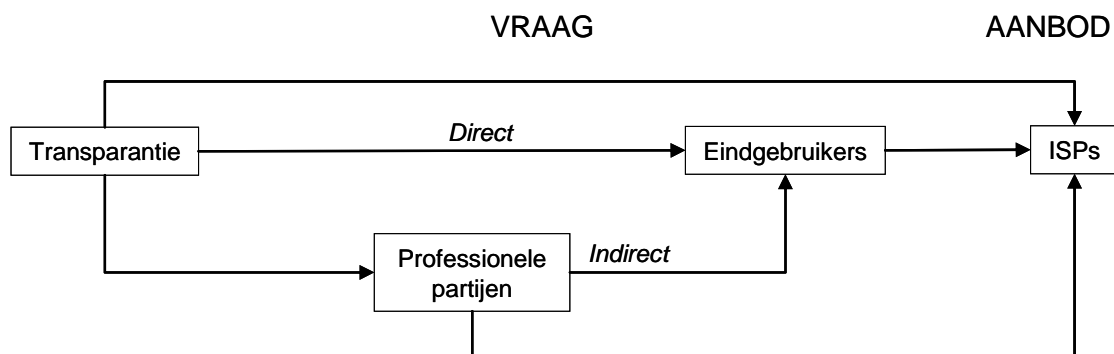 VRAAG
AANBOD
Direct
Transparantie
Eindgebruikers
ISPs
Professionele
partijen
Indirect